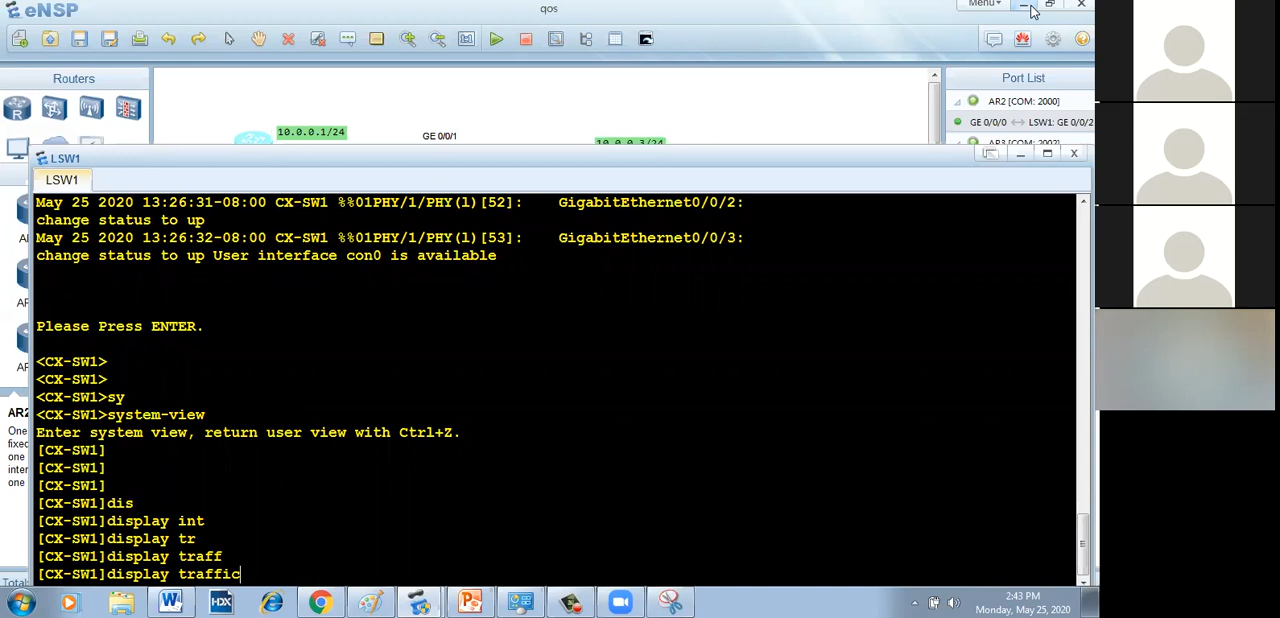 eNSP
qos
Menu
Routers
Port List
AR2 [COM: 2000]
GE 0/0/0 ↔ LSW1: GE 0/0/2
10.0.0.1/24
GE 0/0/1
LSW1
LSW1
May 25 2020 13:26:31-08:00 CX-SW1 %%01PHY/1/PHY(l)[52]:    GigabitEthernet0/0/2:
change status to up
May 25 2020 13:26:32-08:00 CX-SW1 %%01PHY/1/PHY(l)[53]:    GigabitEthernet0/0/3:
change status to up User interface con0 is available
Please Press ENTER.
<CX-SW1>
<CX-SW1>
<CX-SW1>sy
<CX-SW1>system-view
Enter system view, return user view with Ctrl+Z.
[CX-SW1]
[CX-SW1]
[CX-SW1]
[CX-SW1]dis
[CX-SW1]display int
[CX-SW1]display tr
[CX-SW1]display traff
[CX-SW1]display traffic
AR2
One
fixed
one
inter
one
2:43 PM
Monday, May 25, 2020